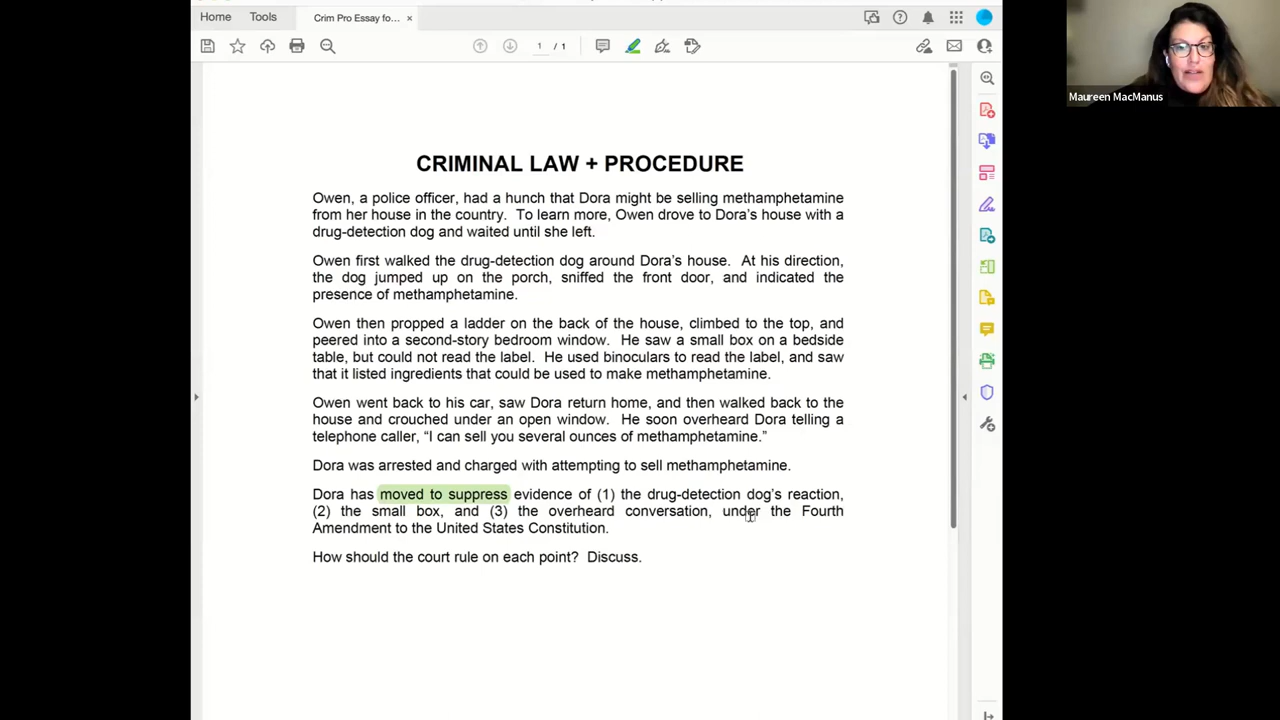 Home Tools Crim Pro Essay fo... ×
1 / 1
Maureen MacManus
CRIMINAL LAW + PROCEDURE
Owen, a police officer, had a hunch that Dora might be selling methamphetamine
from her house in the country. To learn more, Owen drove to Dora's house with a
drug-detection dog and waited until she left.
Owen first walked the drug-detection dog around Dora's house. At his direction,
the dog jumped up on the porch, sniffed the front door, and indicated the
presence of methamphetamine.
Owen then propped a ladder on the back of the house, climbed to the top, and
peered into a second-story bedroom window. He saw a small box on a bedside
table, but could not read the label. He used binoculars to read the label, and saw
that it listed ingredients that could be used to make methamphetamine.
Owen went back to his car, saw Dora return home, and then walked back to the
house and crouched under an open window. He soon overheard Dora telling a
telephone caller, “I can sell you several ounces of methamphetamine.”
Dora was arrested and charged with attempting to sell methamphetamine.
Dora has moved to suppress evidence of (1) the drug-detection dog's reaction,
(2) the small box, and (3) the overheard conversation, under the Fourth
Amendment to the United States Constitution.
How should the court rule on each point? Discuss.